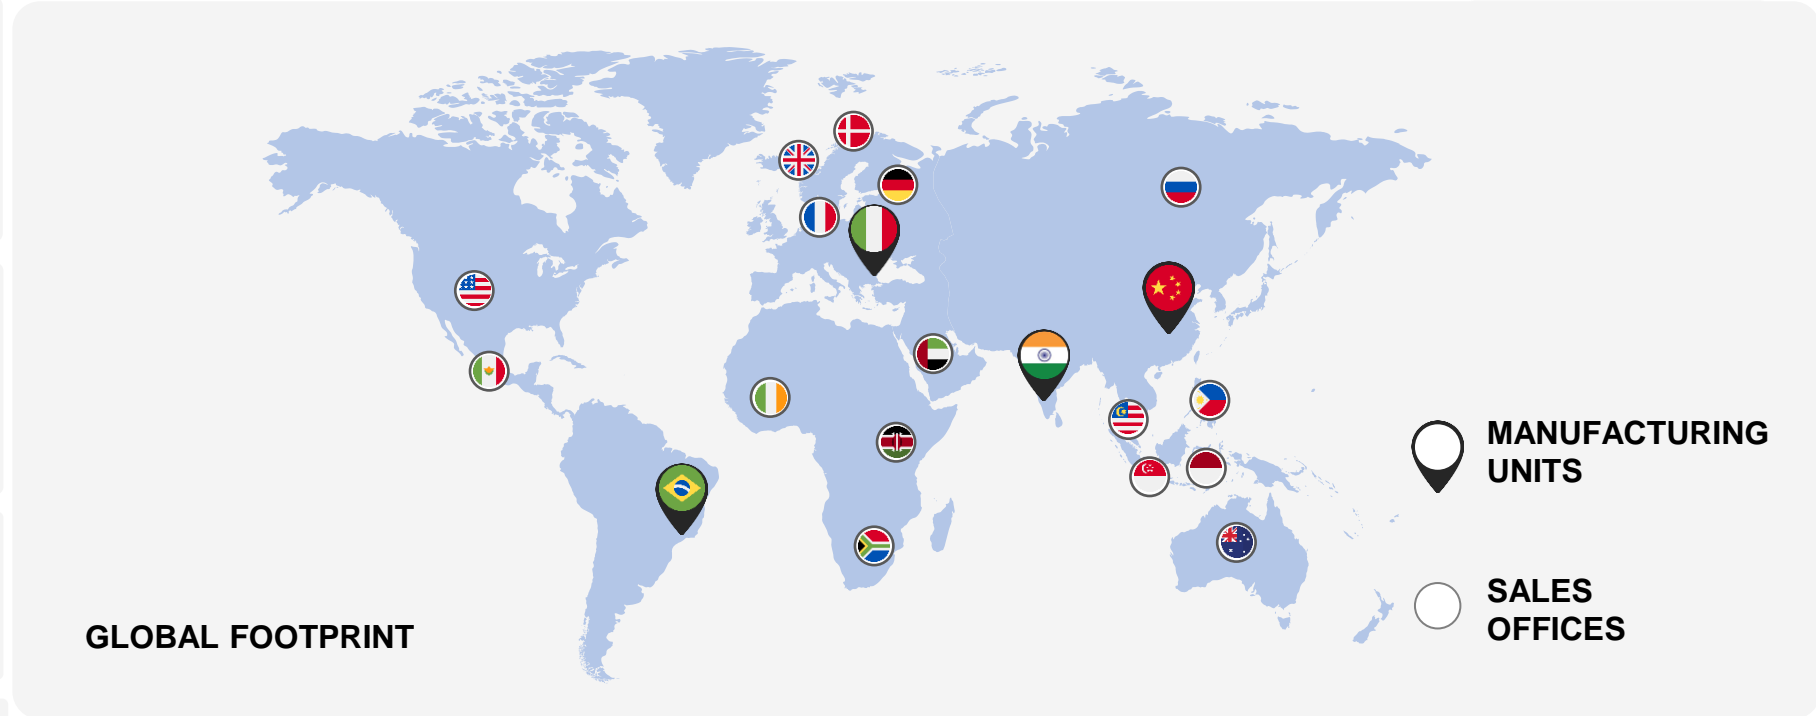 MANUFACTURING
UNITS
SALES
OFFICES
GLOBAL FOOTPRINT